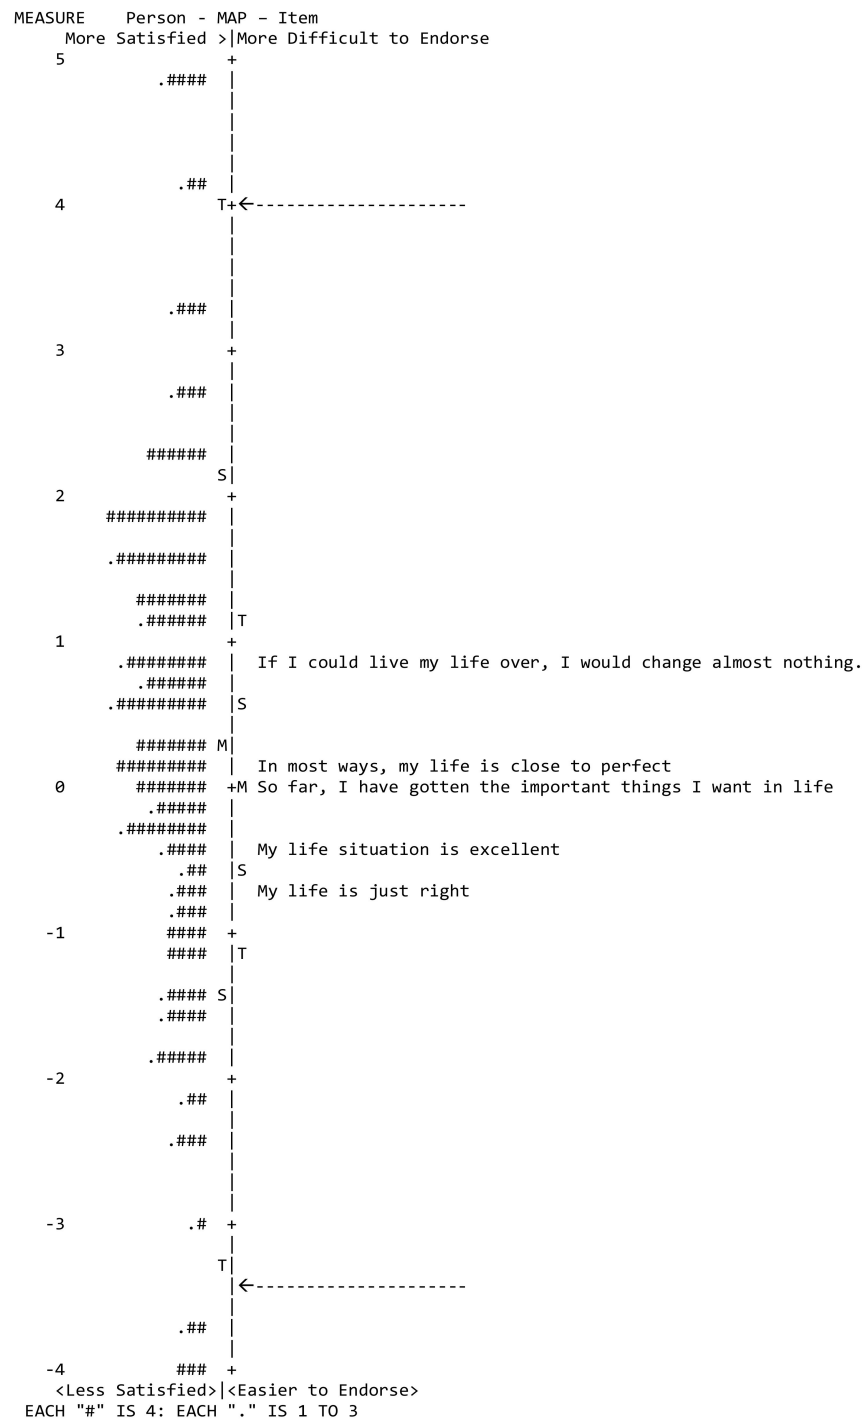 MEASURE    Person - MAP – Item
     More Satisfied >|More Difficult to Endorse
    5                +
              .####  |
                     |
                     |
                     |
                     |
                .##  |
    4               T+←---------------------
                     |
                     |
                     |
               .###  |
                     |
    3                +
                     |
               .###  |
                     |
                     |
             ######  |
                    S|
    2                +
         ##########  |
                     |
         .#########  |
                     |
            #######  |
            .######  |T
    1                +
          .########  |  If I could live my life over, I would change almost nothing.
            .######  |
         .#########  |S
                     |
            ####### M|
          #########  |  In most ways, my life is close to perfect
    0       #######  +M So far, I have gotten the important things I want in life
             .#####  |
          .########  |
              .####  |  My life situation is excellent
                .##  |S
               .###  |  My life is just right
               .###  |
   -1          ####  +
               ####  |T
                     |
              .#### S|
              .####  |
                     |
             .#####  |
   -2                +
                .##  |
                     |
               .###  |
                     |
                     |
                     |
   -3            .#  +
                     |
                    T|
                     |←---------------------
                     |
                .##  |
                     |
   -4           ###  +
    <Less Satisfied>|<Easier to Endorse>
 EACH "#" IS 4: EACH "." IS 1 TO 3